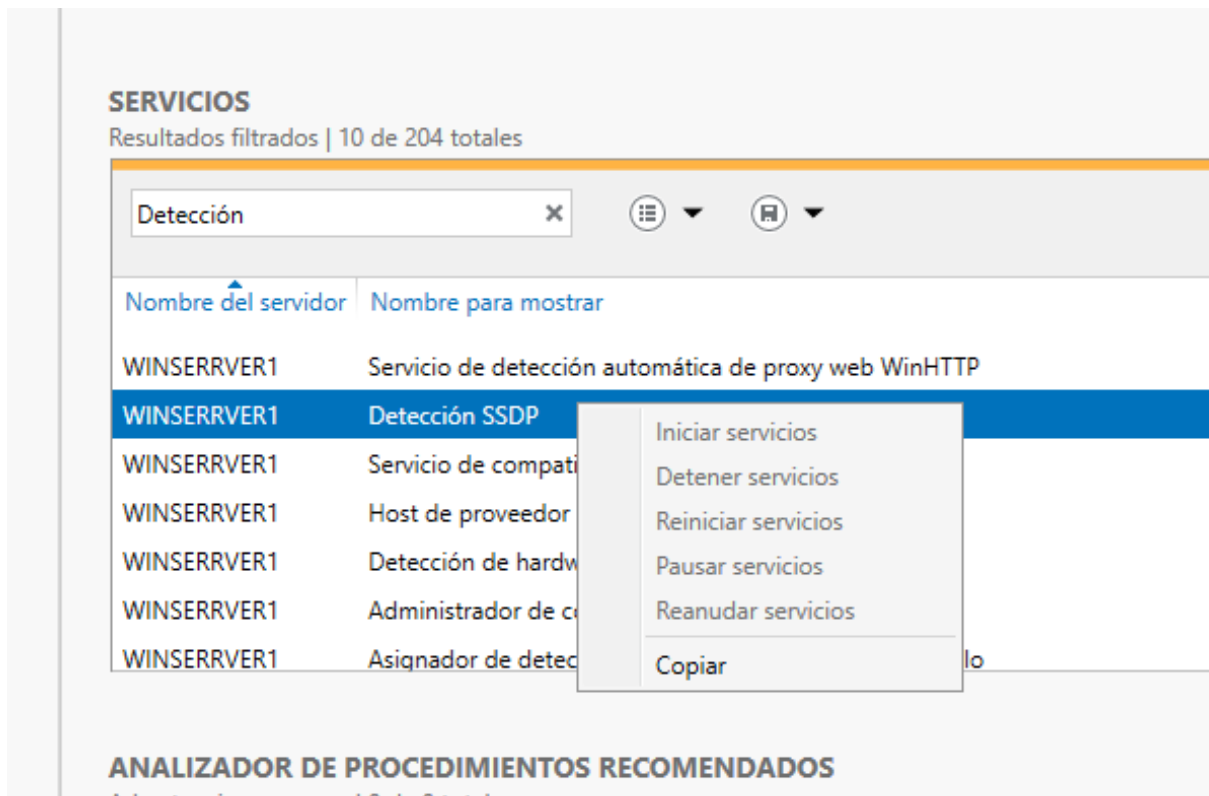 SERVICIOS
Resultados filtrados | 10 de 204 totales
Detección
Nombre del servidor Nombre para mostrar
WINSERRVER1 Servicio de detección automática de proxy web WinHTTP
WINSERRVER1 Detección SSDP
WINSERRVER1 Servicio de compati
WINSERRVER1 Host de proveedor
WINSERRVER1 Detección de hardw
WINSERRVER1 Administrador de c
WINSERRVER1 Asignador de detec lo
Iniciar servicios
Detener servicios
Reiniciar servicios
Pausar servicios
Reanudar servicios
Copiar
ANALIZADOR DE PROCEDIMIENTOS RECOMENDADOS